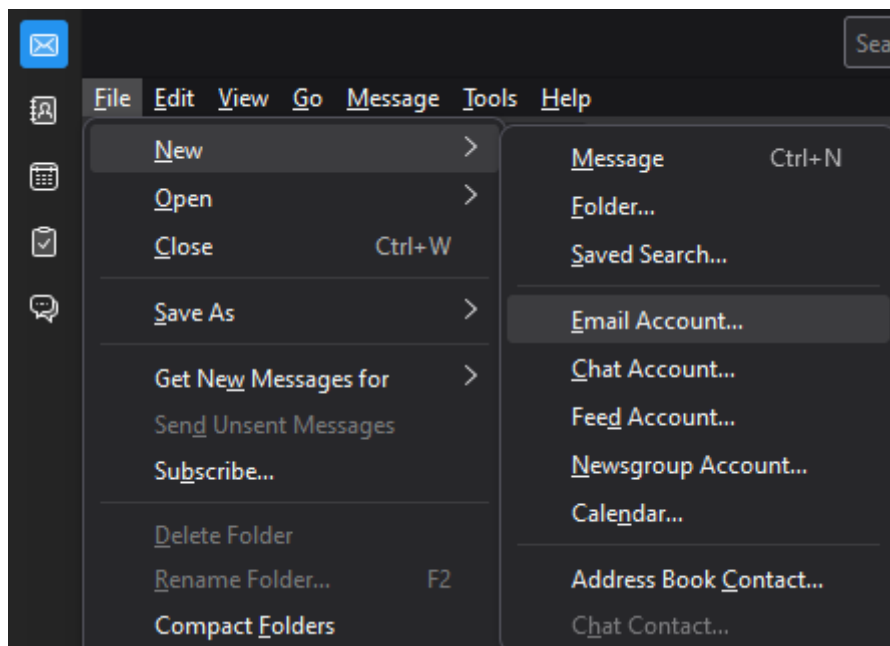 Sea
File Edit View Go Message Tools Help
New
Open
Close Ctrl+W
Save As
Get New Messages for
Send Unsent Messages
Subscribe...
Delete Folder
Rename Folder... F2
Compact Folders
Message Ctrl+N
Folder...
Saved Search...
Email Account...
Chat Account...
Feed Account...
Newsgroup Account...
Calendar...
Address Book Contact...
Chat Contact...